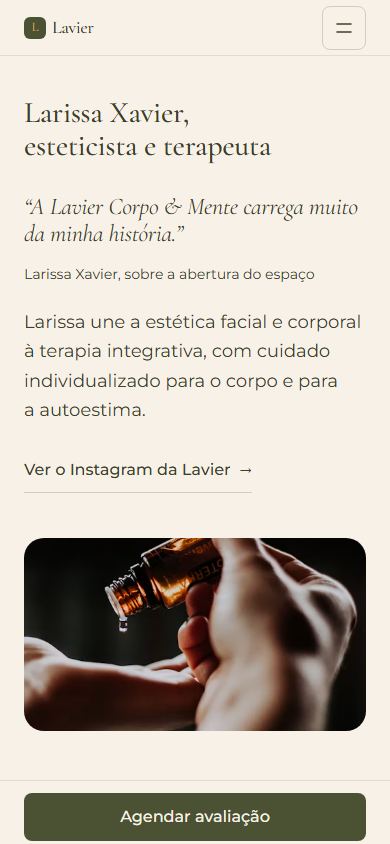 L Lavier
Larissa Xavier,
esteticista e terapeuta
“A Lavier Corpo & Mente carrega muito
da minha história.”
Larissa Xavier, sobre a abertura do espaço
Larissa une a estética facial e corporal
à terapia integrativa, com cuidado
individualizado para o corpo e para
a autoestima.
Ver o Instagram da Lavier →
Agendar avaliação